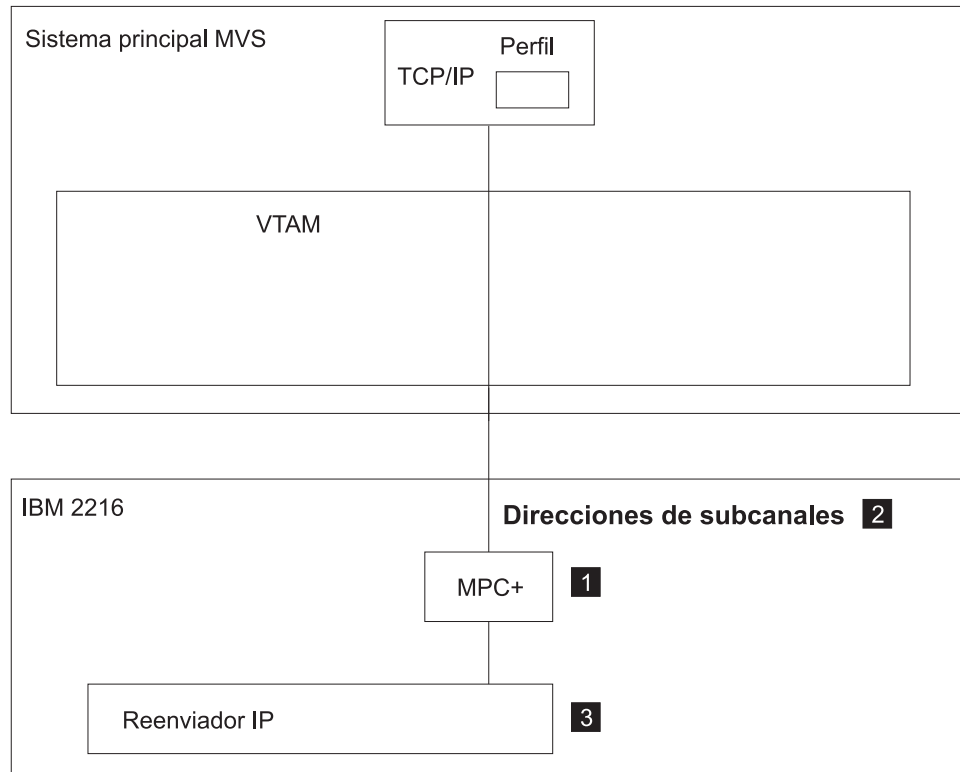 Sistema principal MVS
Perfil
TCP/IP
VTAM
IBM 2216
Direcciones de subcanales 2
MPC+ 1
Reenviador IP 3